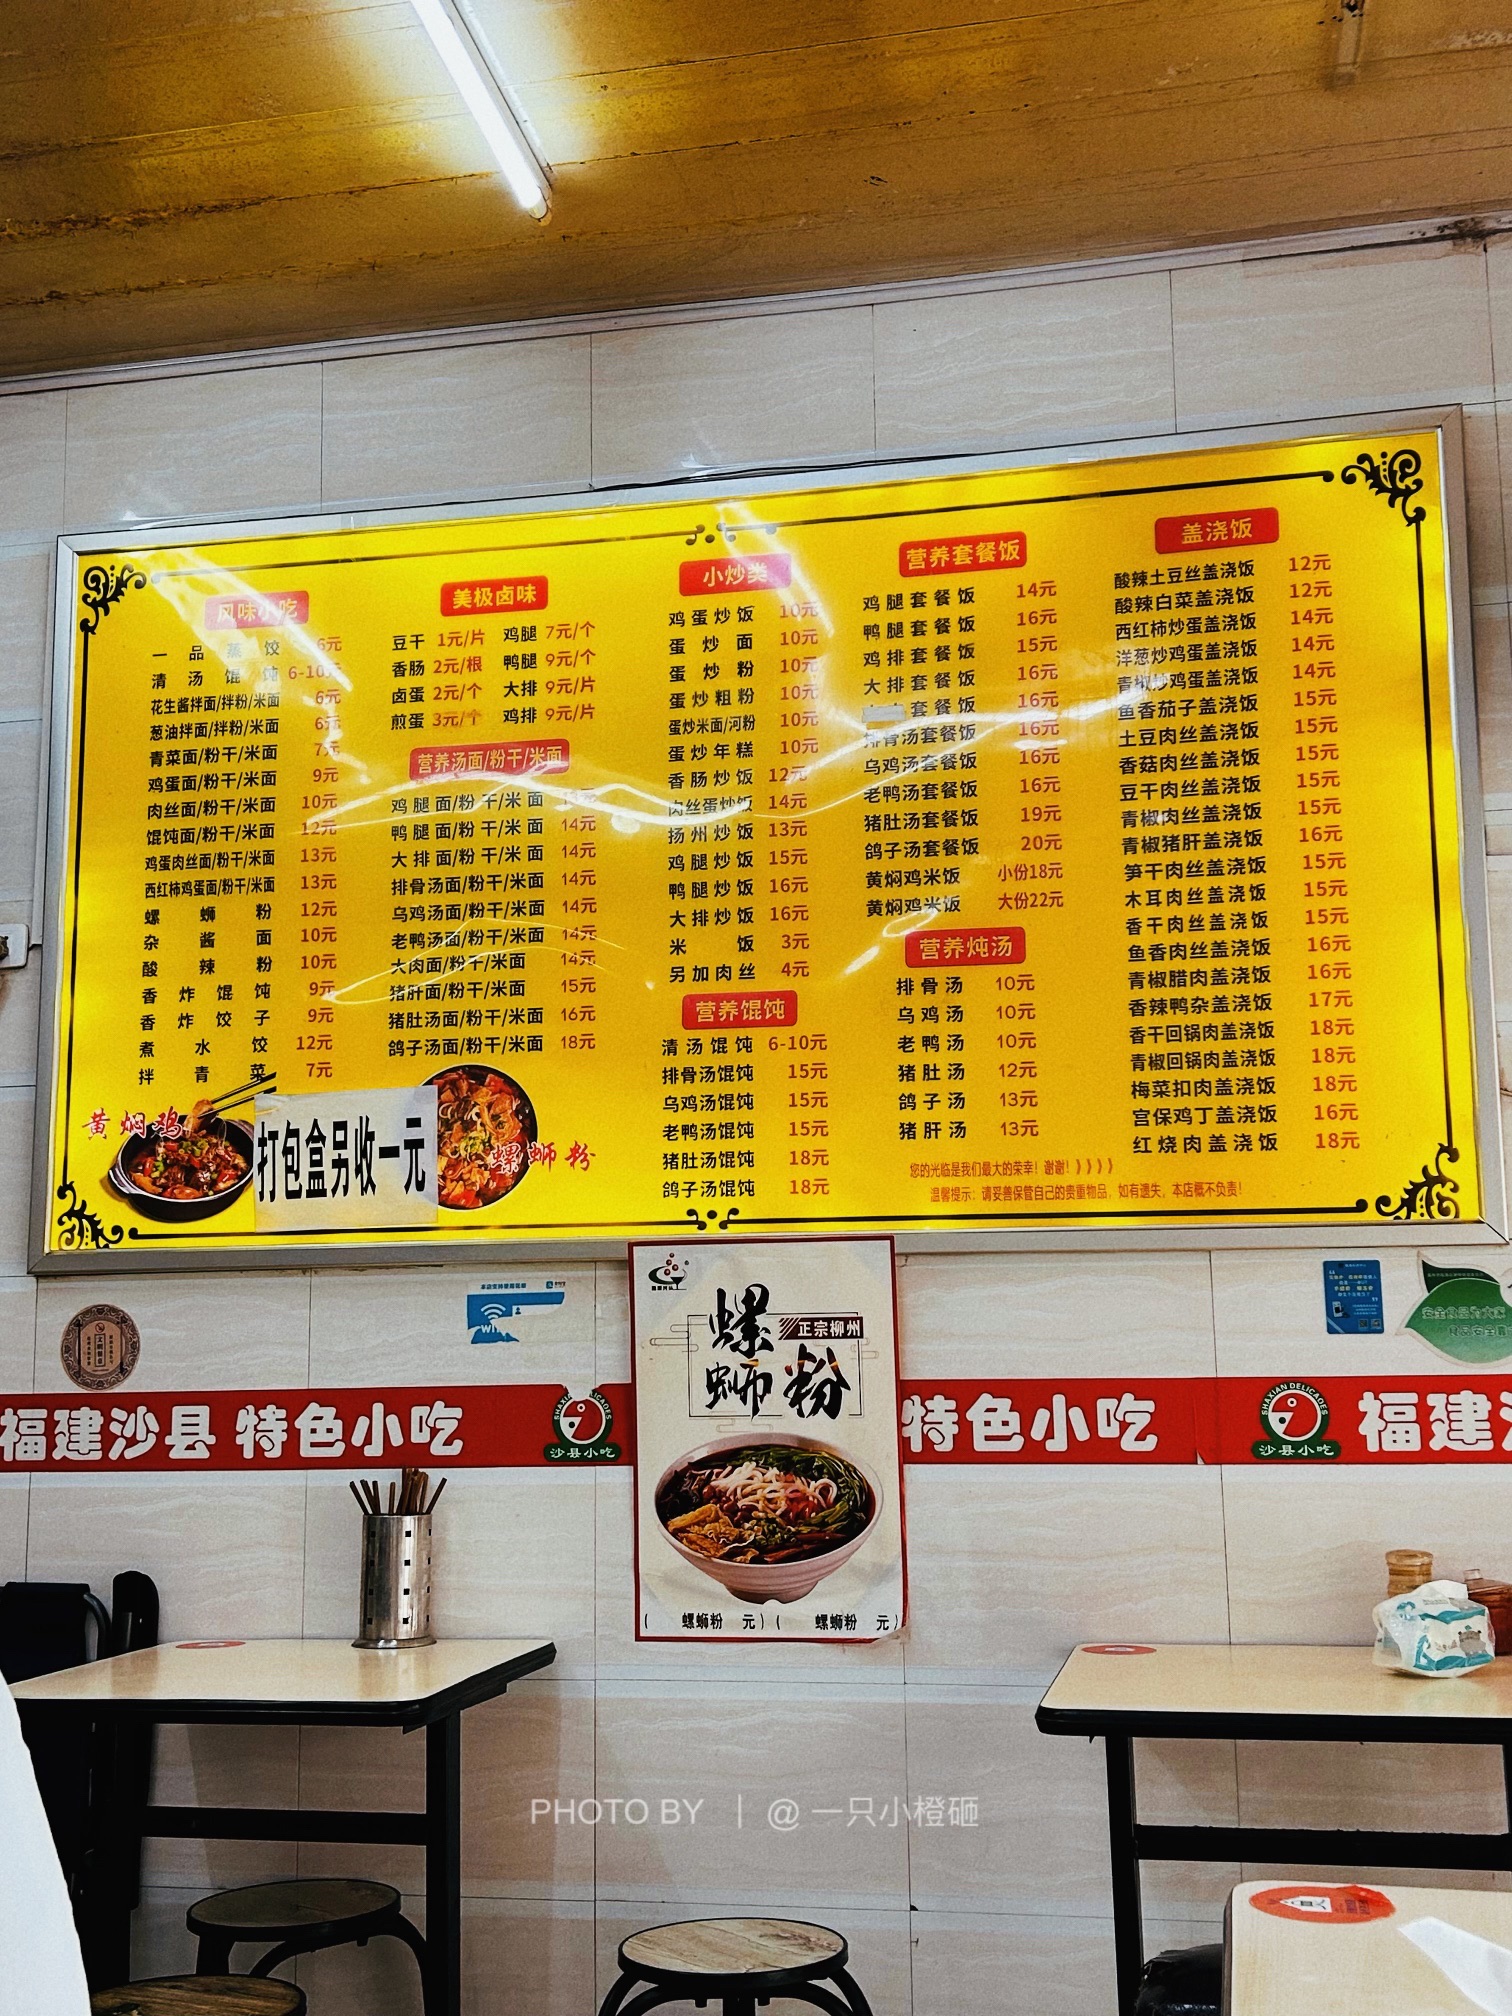 风味小吃
一品蒸饺 6元
清汤馄饨 6-10元
花生酱拌面/拌粉/米面 6元
葱油拌面/拌粉/米面 6元
青菜面/粉干/米面 7元
鸡蛋面/粉干/米面 9元
肉丝面/粉干/米面 10元
馄饨面/粉干/米面 12元
鸡蛋肉丝面/粉干/米面 13元
西红柿鸡蛋面/粉干/米面 13元
螺蛳粉 12元
杂酱面 10元
酸辣粉 10元
香炸馄饨 9元
香炸饺子 9元
煮水饺 12元
拌青菜 7元
黄焖鸡
打包盒另收一元
螺蛳粉
美极卤味
豆干 1元/片 鸡腿 7元/个
香肠 2元/根 鸭腿 9元/个
卤蛋 2元/个 大排 9元/片
煎蛋 3元/个 鸡排 9元/片
营养汤面/粉干/米面
鸡腿面/粉干/米面
鸭腿面/粉干/米面 14元
大排面/粉干/米面 14元
排骨汤面/粉干/米面 14元
乌鸡汤面/粉干/米面 14元
老鸭汤面/粉干/米面 14元
大肉面/粉干/米面 14元
猪肝面/粉干/米面 15元
猪肚汤面/粉干/米面 16元
鸽子汤面/粉干/米面 18元
小炒类
鸡蛋炒饭 10元
蛋炒面 10元
蛋炒粉 10元
蛋炒粗粉 10元
蛋炒米面/河粉 10元
蛋炒年糕 10元
香肠炒饭 12元
肉丝蛋炒饭 14元
扬州炒饭 13元
鸡腿炒饭 15元
鸭腿炒饭 16元
大排炒饭 16元
米饭 3元
另加肉丝 4元
营养馄饨
清汤馄饨 6-10元
排骨汤馄饨 15元
乌鸡汤馄饨 15元
老鸭汤馄饨 15元
猪肚汤馄饨 18元
鸽子汤馄饨 18元
营养套餐饭
鸡腿套餐饭 14元
鸭腿套餐饭 16元
鸡排套餐饭 15元
大排套餐饭 16元
套餐饭 16元
排骨汤套餐饭 16元
乌鸡汤套餐饭 16元
老鸭汤套餐饭 16元
猪肚汤套餐饭 19元
鸽子汤套餐饭 20元
黄焖鸡米饭 小份18元
黄焖鸡米饭 大份22元
营养炖汤
排骨汤 10元
乌鸡汤 10元
老鸭汤 10元
猪肚汤 12元
鸽子汤 13元
猪肝汤 13元
盖浇饭
酸辣土豆丝盖浇饭 12元
酸辣白菜盖浇饭 12元
西红柿炒蛋盖浇饭 14元
洋葱炒鸡蛋盖浇饭 14元
青椒炒鸡蛋盖浇饭 14元
鱼香茄子盖浇饭 15元
土豆肉丝盖浇饭 15元
香菇肉丝盖浇饭 15元
豆干肉丝盖浇饭 15元
青椒肉丝盖浇饭 15元
青椒猪肝盖浇饭 16元
笋干肉丝盖浇饭 15元
木耳肉丝盖浇饭 15元
香干肉丝盖浇饭 15元
鱼香肉丝盖浇饭 16元
青椒腊肉盖浇饭 16元
香辣鸭杂盖浇饭 17元
香干回锅肉盖浇饭 18元
青椒回锅肉盖浇饭 18元
梅菜扣肉盖浇饭 18元
宫保鸡丁盖浇饭 16元
红烧肉盖浇饭 18元
您的光临是我们最大的荣幸！谢谢！》》》》
温馨提示：请妥善保管自己的贵重物品，如有遗失，本店概不负责！
螺
正宗柳州
蛳粉
( 螺蛳粉 元) ( 螺蛳粉 元)
福建沙县 特色小吃
沙县小吃
特色小吃
SHAXIAN DELICACIES
沙县小吃
福建
PHOTO BY | @一只小橙砸